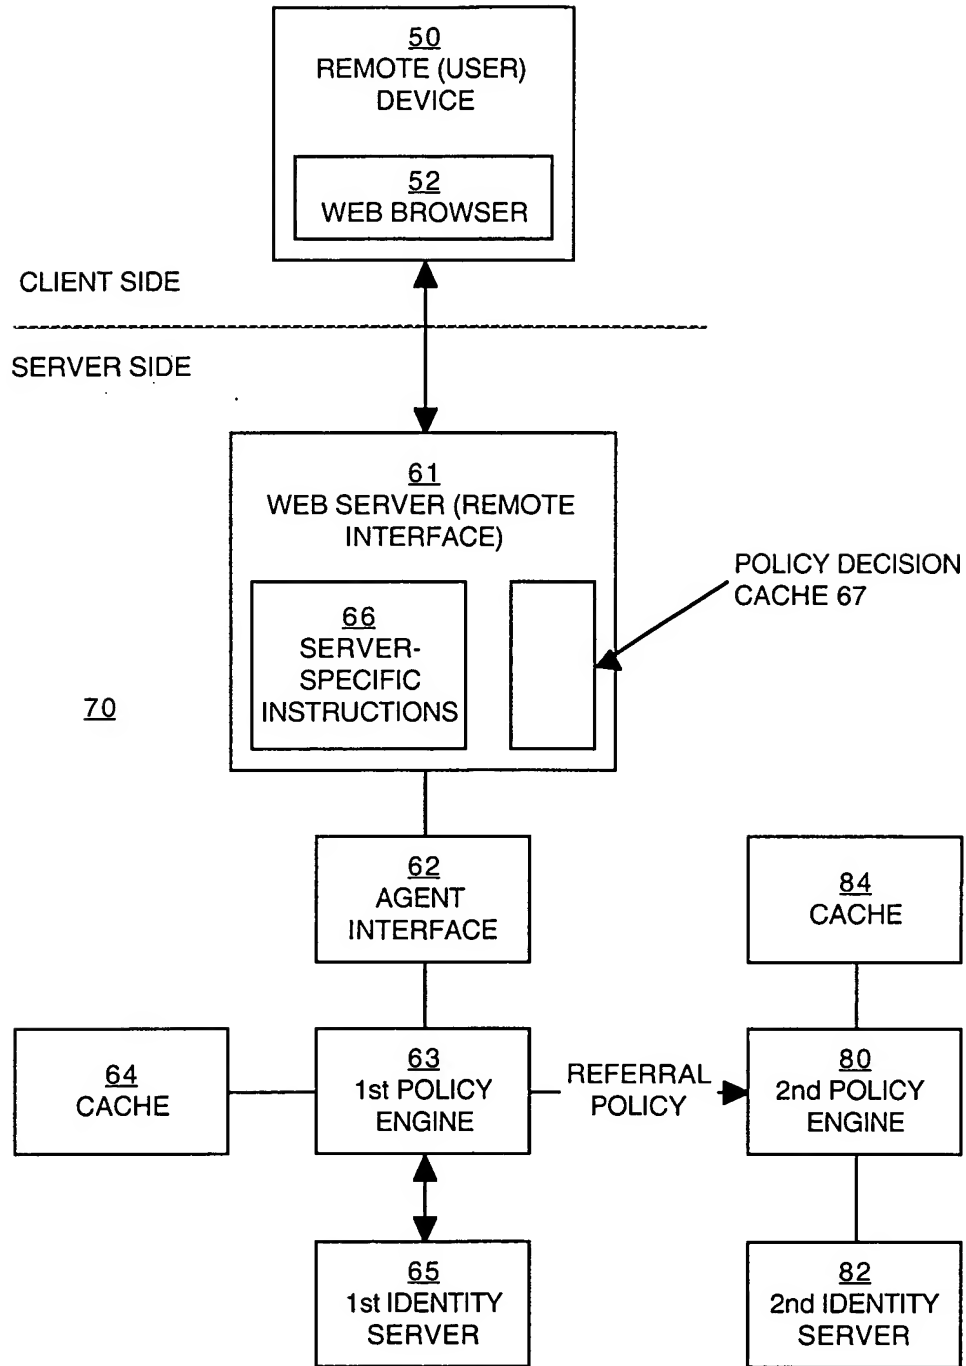 50
REMOTE (USER)
DEVICE
52
WEB BROWSER
CLIENT SIDE
SERVER SIDE
61
WEB SERVER (REMOTE
INTERFACE)
POLICY DECISION
CACHE 67
66
SERVER-
SPECIFIC
INSTRUCTIONS
70
62
AGENT
INTERFACE
84
CACHE
64
CACHE
63
1st POLICY
ENGINE
REFERRAL
POLICY
80
2nd POLICY
ENGINE
65
1st IDENTITY
SERVER
82
2nd IDENTITY
SERVER